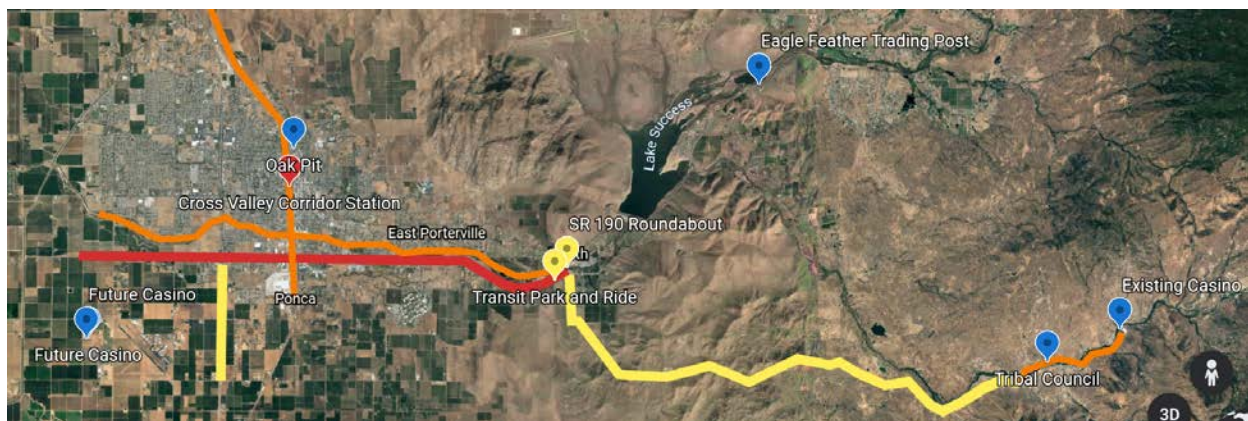 Eagle Feather Trading Post
Lake Success
Oak Pit
Cross Valley Corridor Station
SR 190 Roundabout
East Porterville
Transit Park and Ride
Existing Casino
Future Casino
Ponca
Future Casino
Tribal Council
3D